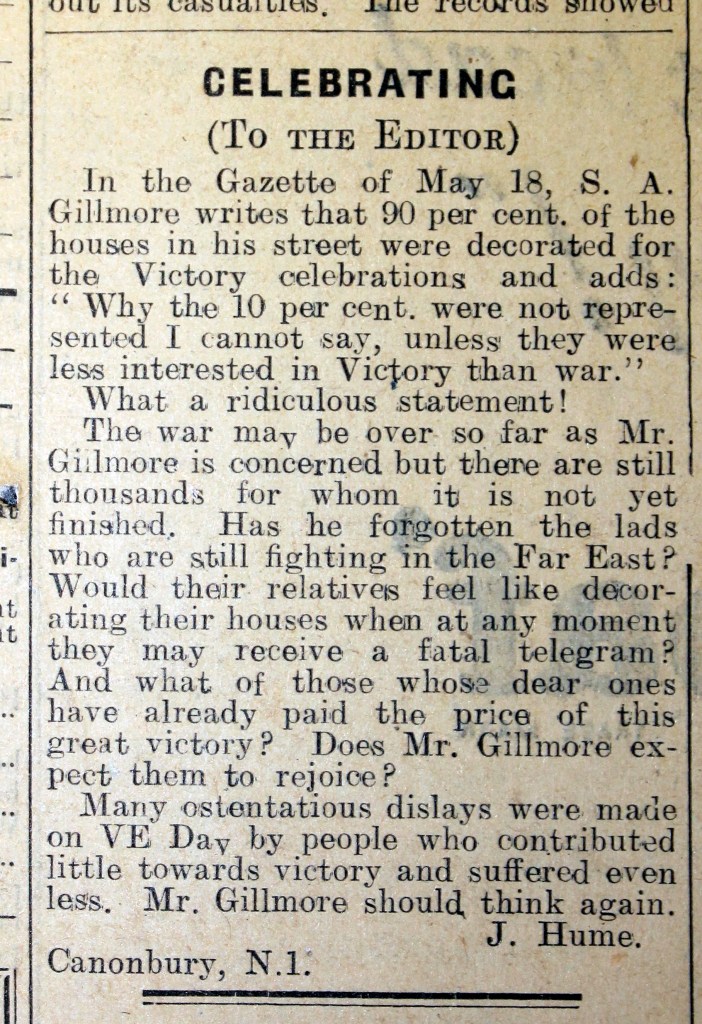 out its casualties. The records showed
CELEBRATING
(To the Editor)
In the Gazette of May 18, S. A.
Gillmore writes that 90 per cent. of the
houses in his street were decorated for
the Victory celebrations and adds:
“ Why the 10 per cent. were not repre-
sented I cannot say, unless they were
less interested in Victory than war.”
What a ridiculous statement!
The war may be over so far as Mr.
Gillmore is concerned but there are still
thousands for whom it is not yet
finished. Has he forgotten the lads
who are still fighting in the Far East?
Would their relatives feel like decor-
ating their houses when at any moment
they may receive a fatal telegram?
And what of those whose dear ones
have already paid the price of this
great victory? Does Mr. Gillmore ex-
pect them to rejoice?
Many ostentatious dislays were made
on VE Day by people who contributed
little towards victory and suffered even
less. Mr. Gillmore should think again.
J. Hume.
Canonbury, N.1.